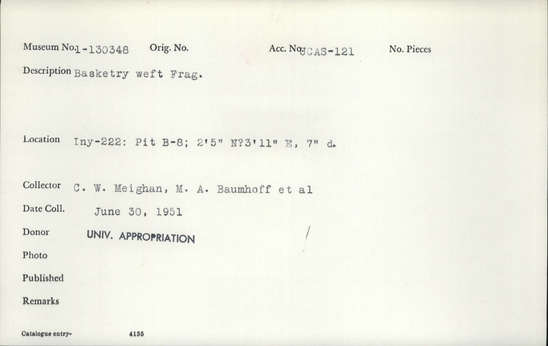 Museum No. 1-130348 Orig. No. Acc. No. UCAS-121 No. Pieces
Description Basketry weft Frag.
Location Iny-222: Pit B-8; 2'5" N?3'11" E, 7" d.
Collector C. W. Meighan, M. A. Baumhoff et al
Date Coll. June 30, 1951
Donor UNIV. APPROPRIATION /
Photo
Published
Remarks
Catalogue entry- 4155